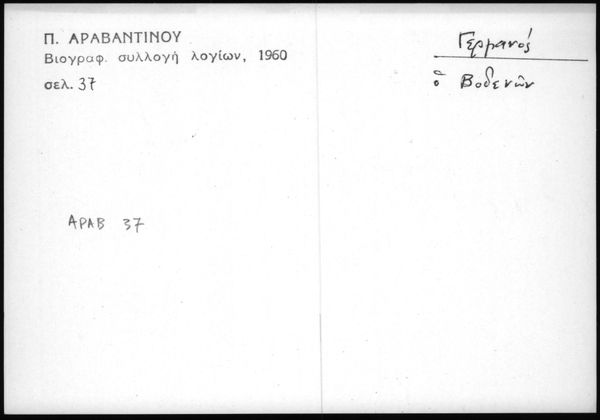 Π. ΑΡΑΒΑΝΤΙΝΟΥ
Βιογραφ. συλλογή λογίων, 1960
σελ. 37
ΑΡΑΒ 37
Γερμανός
ὁ Βοδενῶν